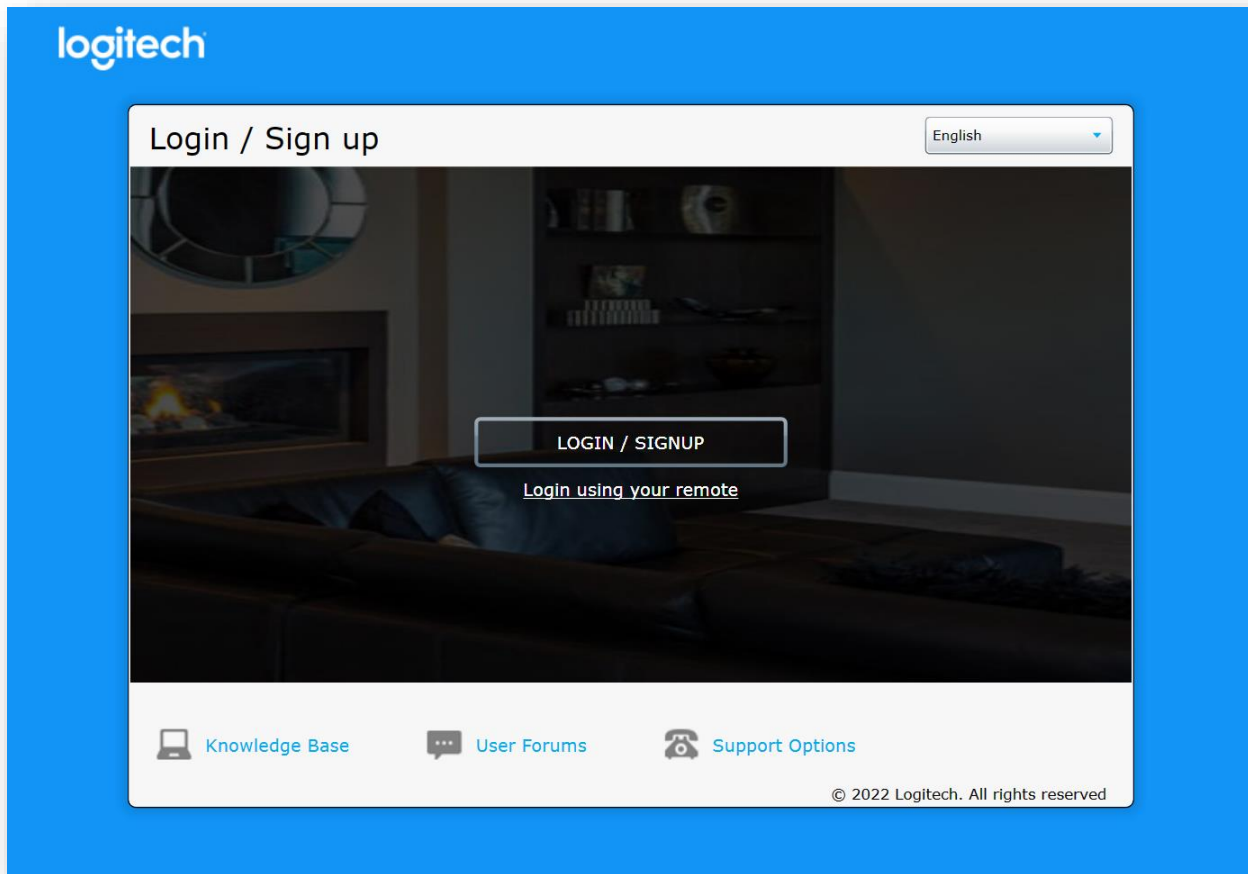 logitech
Login / Sign up
English
LOGIN / SIGNUP
Login using your remote
Knowledge Base
User Forums
Support Options
© 2022 Logitech. All rights reserved